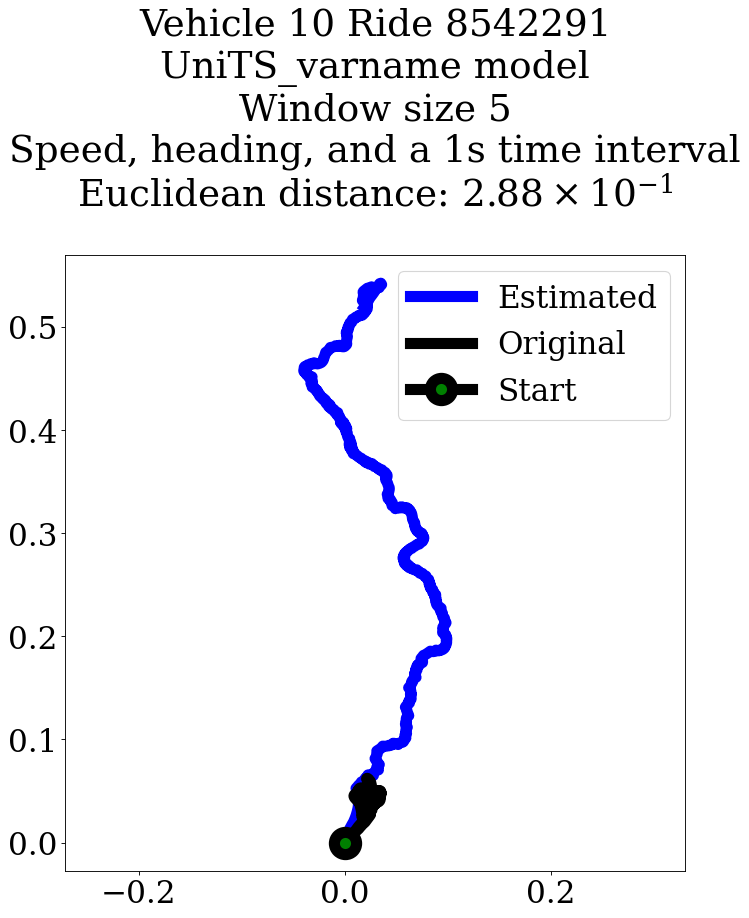 Vehicle 10 Ride 8542291
UniTS_varname model
Window size 5
Speed, heading, and a 1s time interval
Euclidean distance: 2.88 × 10⁻¹
Estimated
Original
Start
0.5
0.4
0.3
0.2
0.1
0.0
−0.2 0.0 0.2